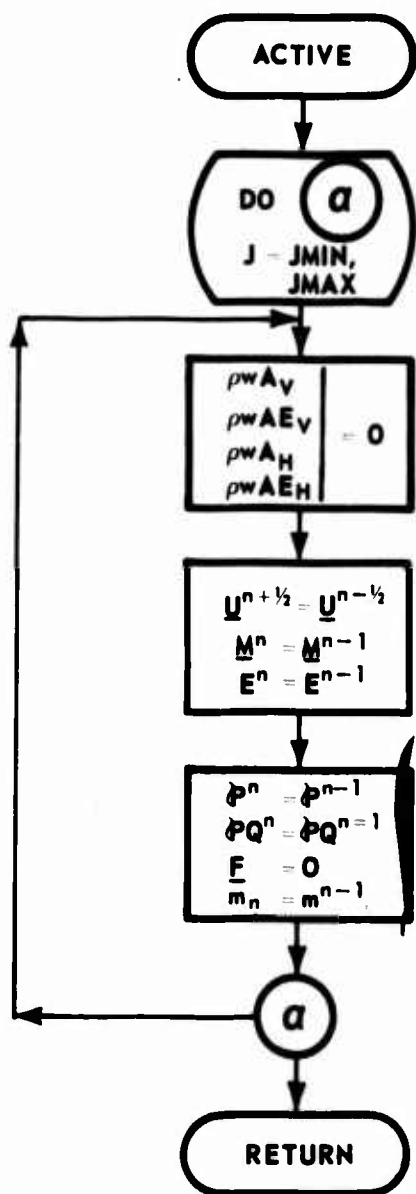 ACTIVE
DO α
J = JMIN,
JMAX
ρwA_V
ρwAE_V
ρwA_H
ρwAE_H
= 0
U^{n+½} = U^{n-½}
M^n = M^{n-1}
E^n = E^{n-1}
𝒫^n = 𝒫^{n-1}
𝒫Q^n = 𝒫Q^{n=1}
F = 0
m_n = m^{n-1}
α
RETURN